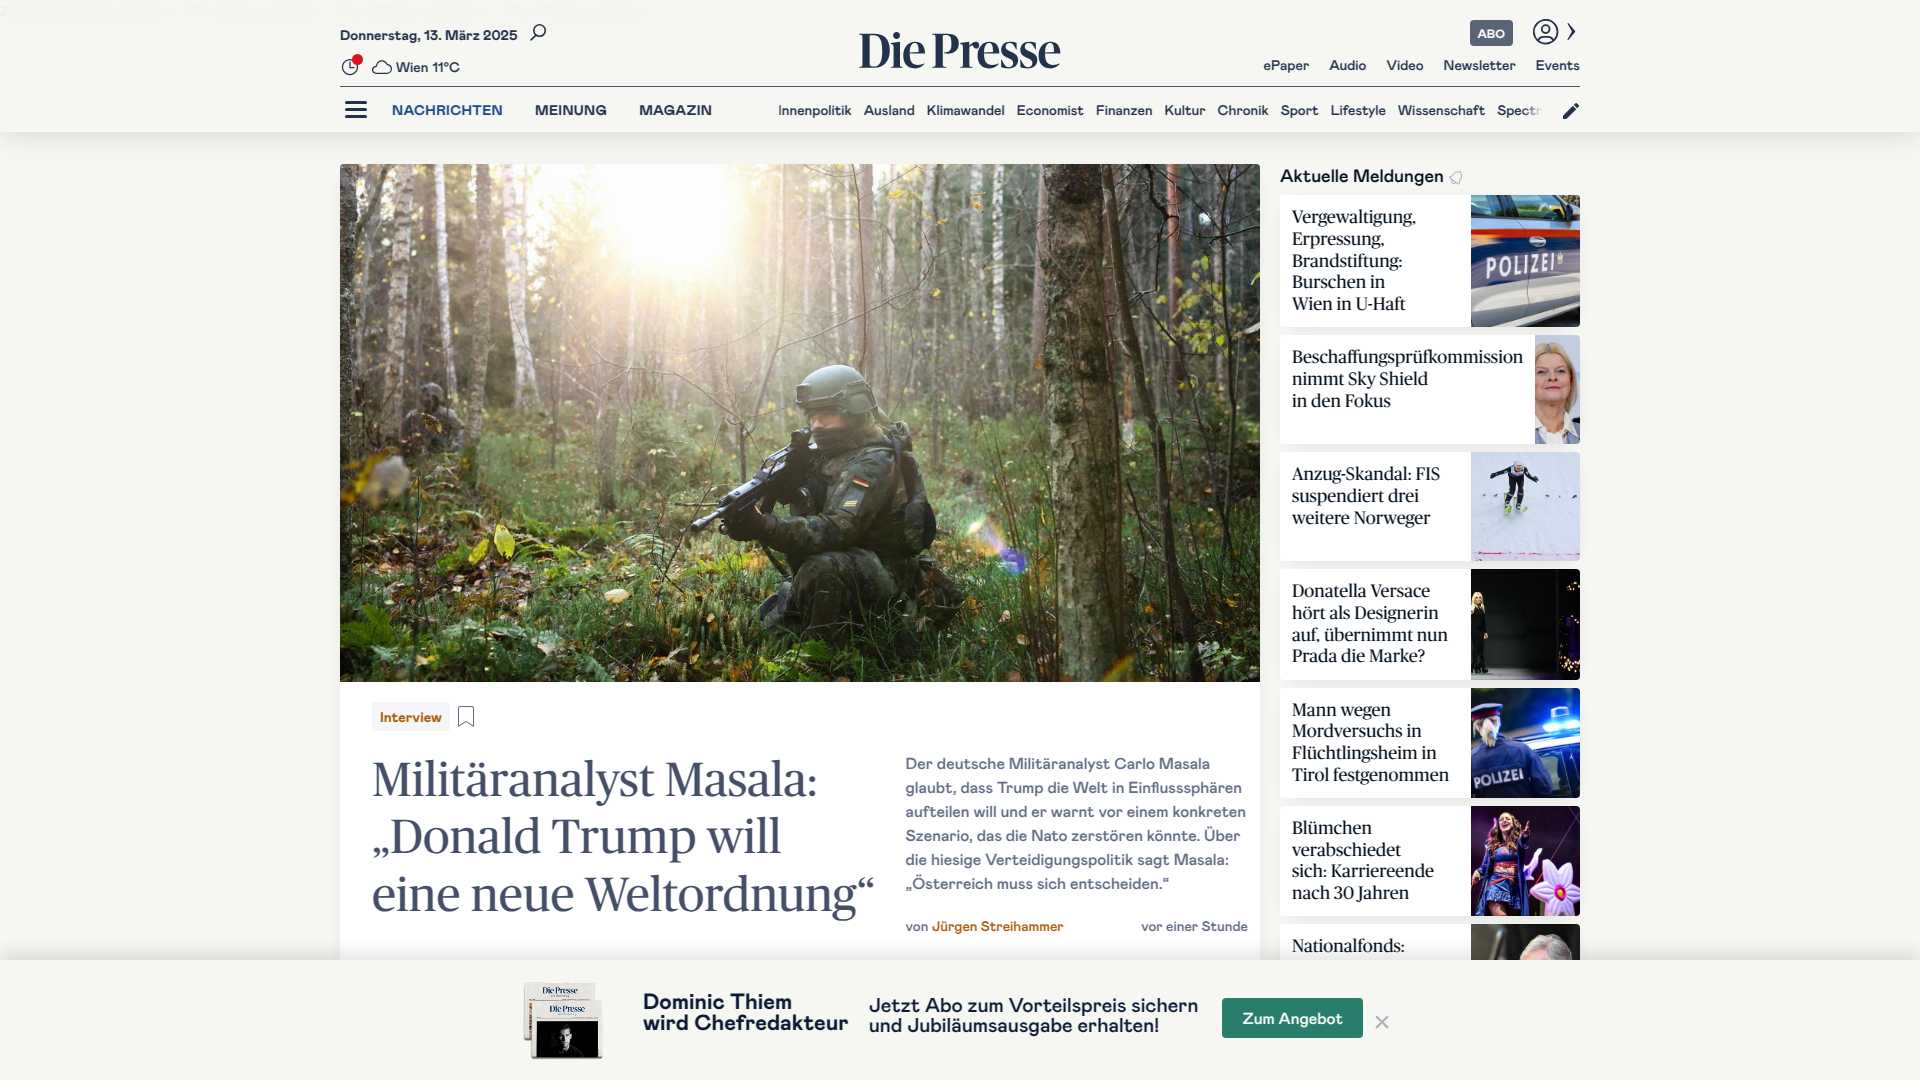 Donnerstag, 13. März 2025
Wien 11°C
Die Presse
ABO
ePaper Audio Video Newsletter Events
NACHRICHTEN MEINUNG MAGAZIN
Innenpolitik Ausland Klimawandel Economist Finanzen Kultur Chronik Sport Lifestyle Wissenschaft Spectr
Interview
Militäranalyst Masala:
„Donald Trump will
eine neue Weltordnung“
Der deutsche Militäranalyst Carlo Masala
glaubt, dass Trump die Welt in Einflusssphären
aufteilen will und er warnt vor einem konkreten
Szenario, das die Nato zerstören könnte. Über
die hiesige Verteidigungspolitik sagt Masala:
„Österreich muss sich entscheiden.“
von Jürgen Streihammer
vor einer Stunde
Aktuelle Meldungen
Vergewaltigung,
Erpressung,
Brandstiftung:
Burschen in
Wien in U-Haft
POLIZEI
Beschaffungsprüfkommission
nimmt Sky Shield
in den Fokus
Anzug-Skandal: FIS
suspendiert drei
weitere Norweger
Donatella Versace
hört als Designerin
auf, übernimmt nun
Prada die Marke?
Mann wegen
Mordversuchs in
Flüchtlingsheim in
Tirol festgenommen
POLIZEI
Blümchen
verabschiedet
sich: Karriereende
nach 30 Jahren
Nationalfonds:
Die Presse
Die Presse
Dominic Thiem
wird Chefredakteur
Jetzt Abo zum Vorteilspreis sichern
und Jubiläumsausgabe erhalten!
Zum Angebot